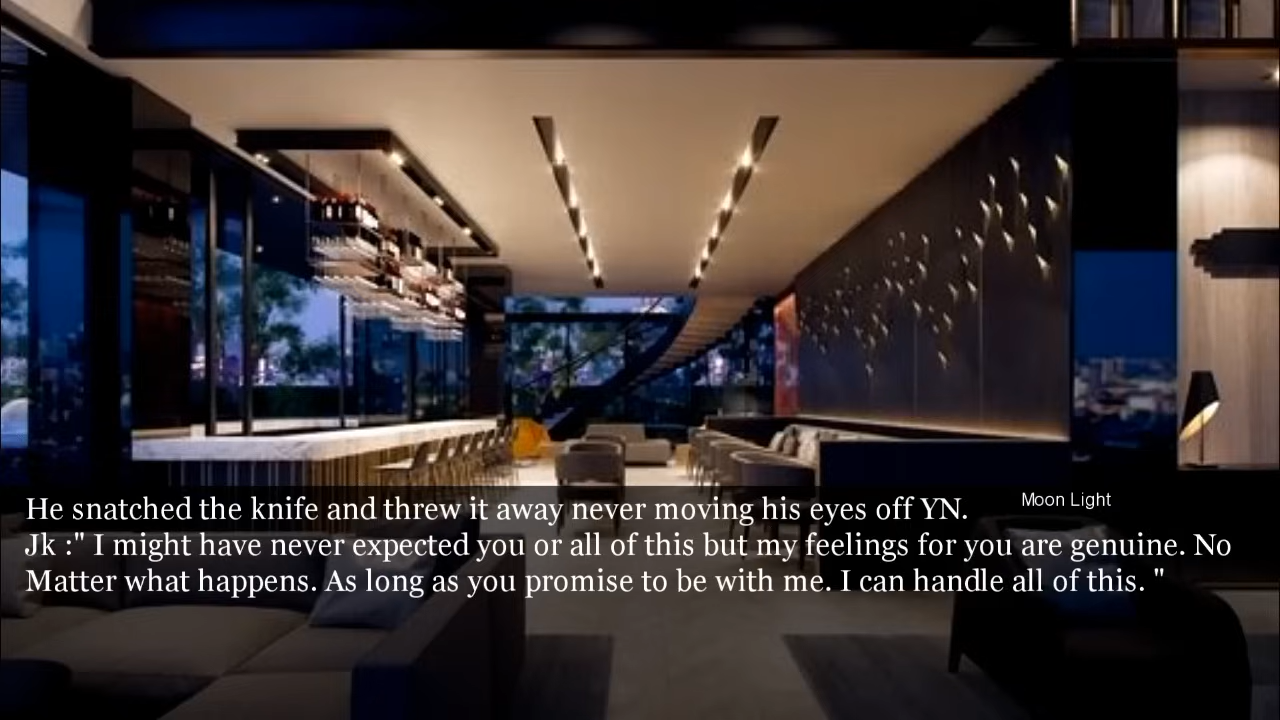 He snatched the knife and threw it away never moving his eyes off YN.
Moon Light
Jk :" I might have never expected you or all of this but my feelings for you are genuine. No
Matter what happens. As long as you promise to be with me. I can handle all of this. "